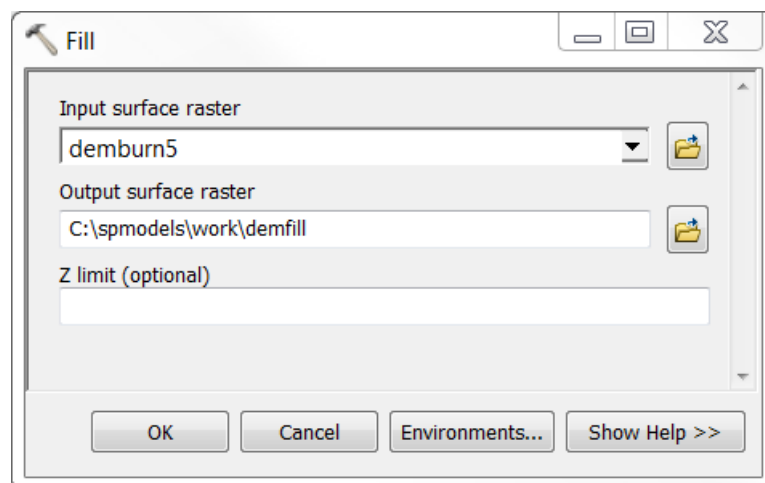 Fill
Input surface raster
demburn5
Output surface raster
C:\spmodels\work\demfill
Z limit (optional)
OK Cancel Environments... Show Help >>